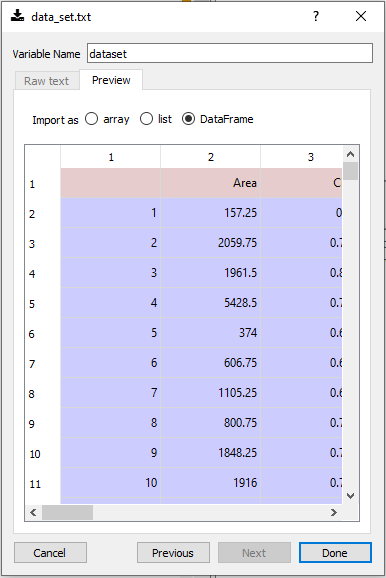 data_set.txt ?
Variable Name dataset
Raw text Preview
Import as array list DataFrame
1 2 3
1 Area C
2 1 157.25 0
3 2 2059.75 0.7
4 3 1961.5 0.8
5 4 5428.5 0.7
6 5 374 0.6
7 6 606.75 0.6
8 7 1105.25 0.6
9 8 800.75 0.7
10 9 1848.25 0.7
11 10 1916 0.7
Cancel Previous Next Done